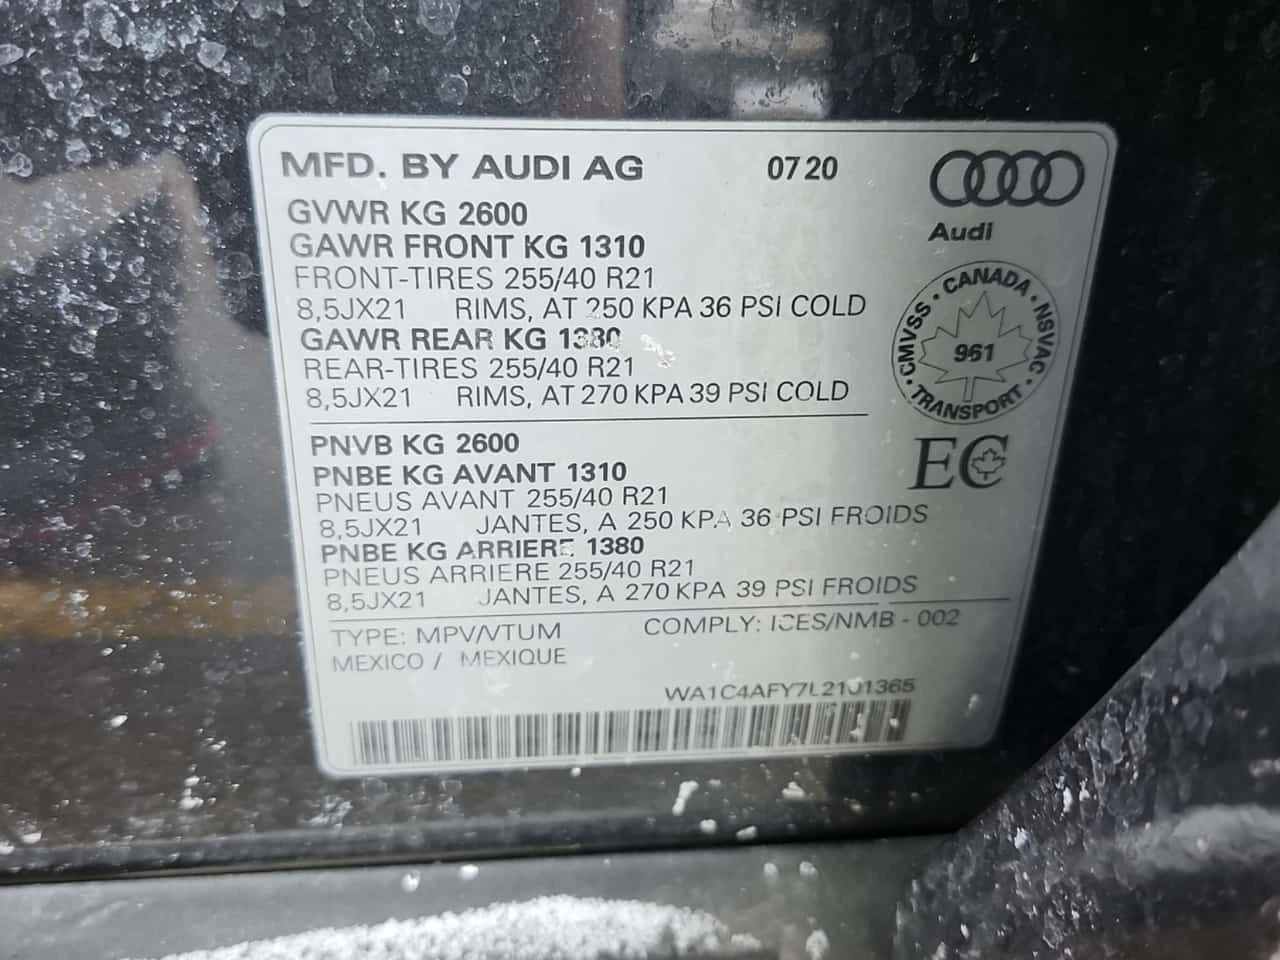 MFD. BY AUDI AG 07 20
Audi
GVWR KG 2600
GAWR FRONT KG 1310
FRONT-TIRES 255/40 R21
8,5JX21 RIMS, AT 250 KPA 36 PSI COLD
GAWR REAR KG 1380
REAR-TIRES 255/40 R21
8,5JX21 RIMS, AT 270 KPA 39 PSI COLD
CMVSS • CANADA • NSVAC • TRANSPORT •
961
EC
PNVB KG 2600
PNBE KG AVANT 1310
PNEUS AVANT 255/40 R21
8,5JX21 JANTES, A 250 KPA 36 PSI FROIDS
PNBE KG ARRIERE 1380
PNEUS ARRIERE 255/40 R21
8,5JX21 JANTES, A 270 KPA 39 PSI FROIDS
TYPE: MPV/VTUM COMPLY: ICES/NMB - 002
MEXICO / MEXIQUE
WA1C4AFY7L2101365